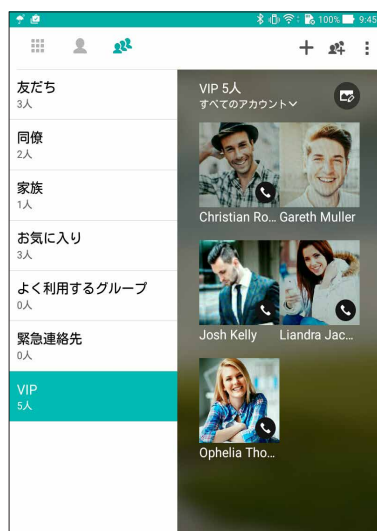 100% 9:45
友だち
3人
同僚
2人
家族
1人
お気に入り
3人
よく利用するグループ
0人
緊急連絡先
0人
VIP
5人
VIP 5人
すべてのアカウント
Christian Ro... Gareth Muller
Josh Kelly Liandra Jac...
Ophelia Tho...